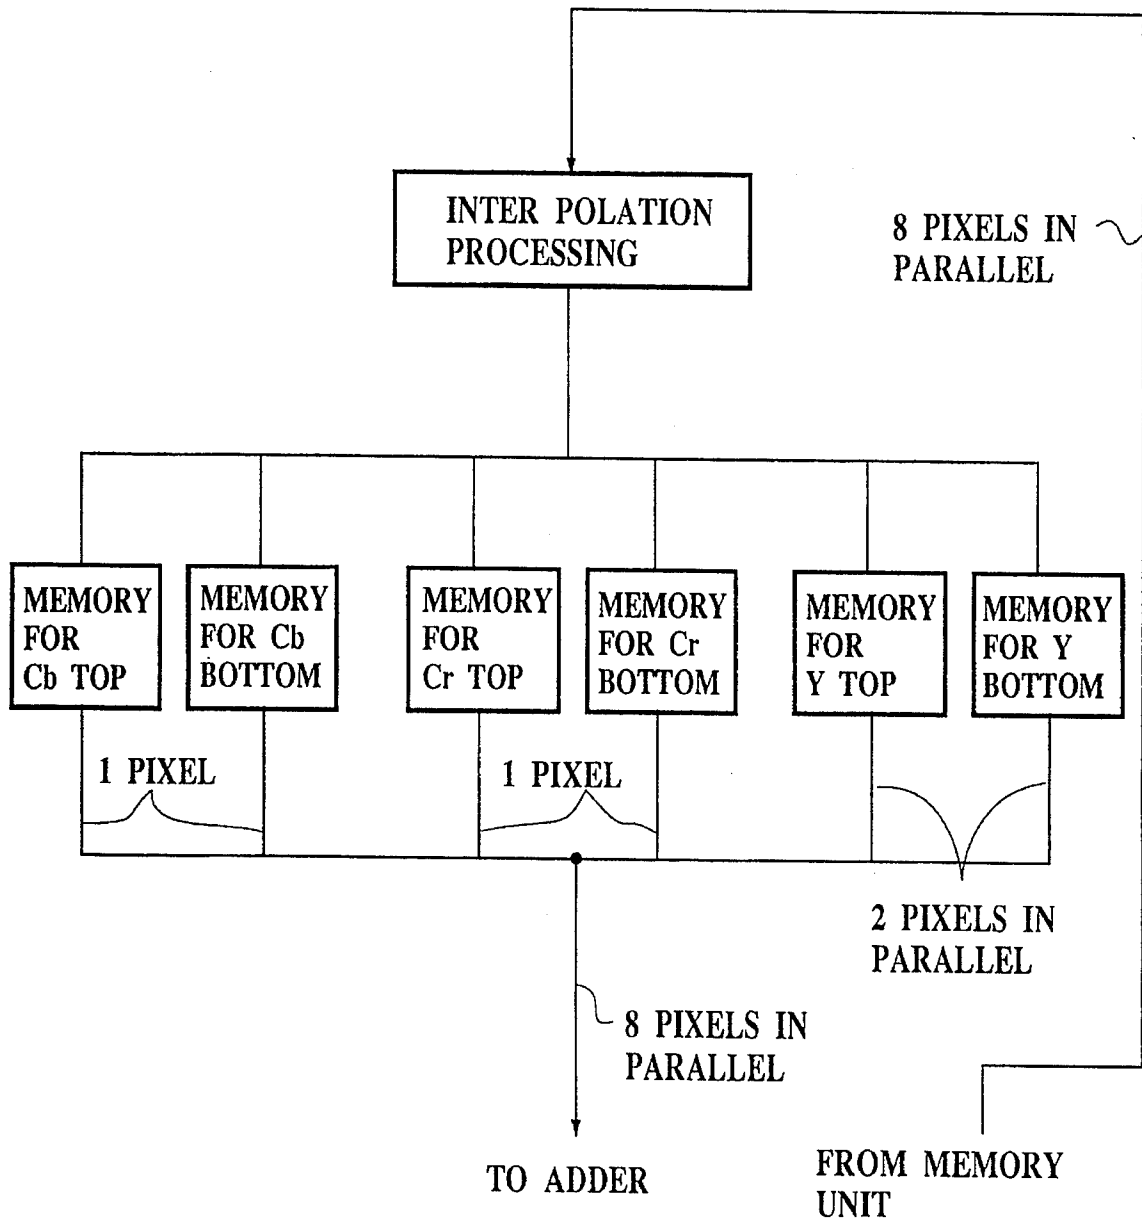 INTER POLATION
PROCESSING
8 PIXELS IN
PARALLEL
MEMORY
FOR
Cb TOP
MEMORY
FOR Cb
BOTTOM
MEMORY
FOR
Cr TOP
MEMORY
FOR Cr
BOTTOM
MEMORY
FOR
Y TOP
MEMORY
FOR Y
BOTTOM
1 PIXEL
1 PIXEL
2 PIXELS IN
PARALLEL
8 PIXELS IN
PARALLEL
TO ADDER
FROM MEMORY
UNIT